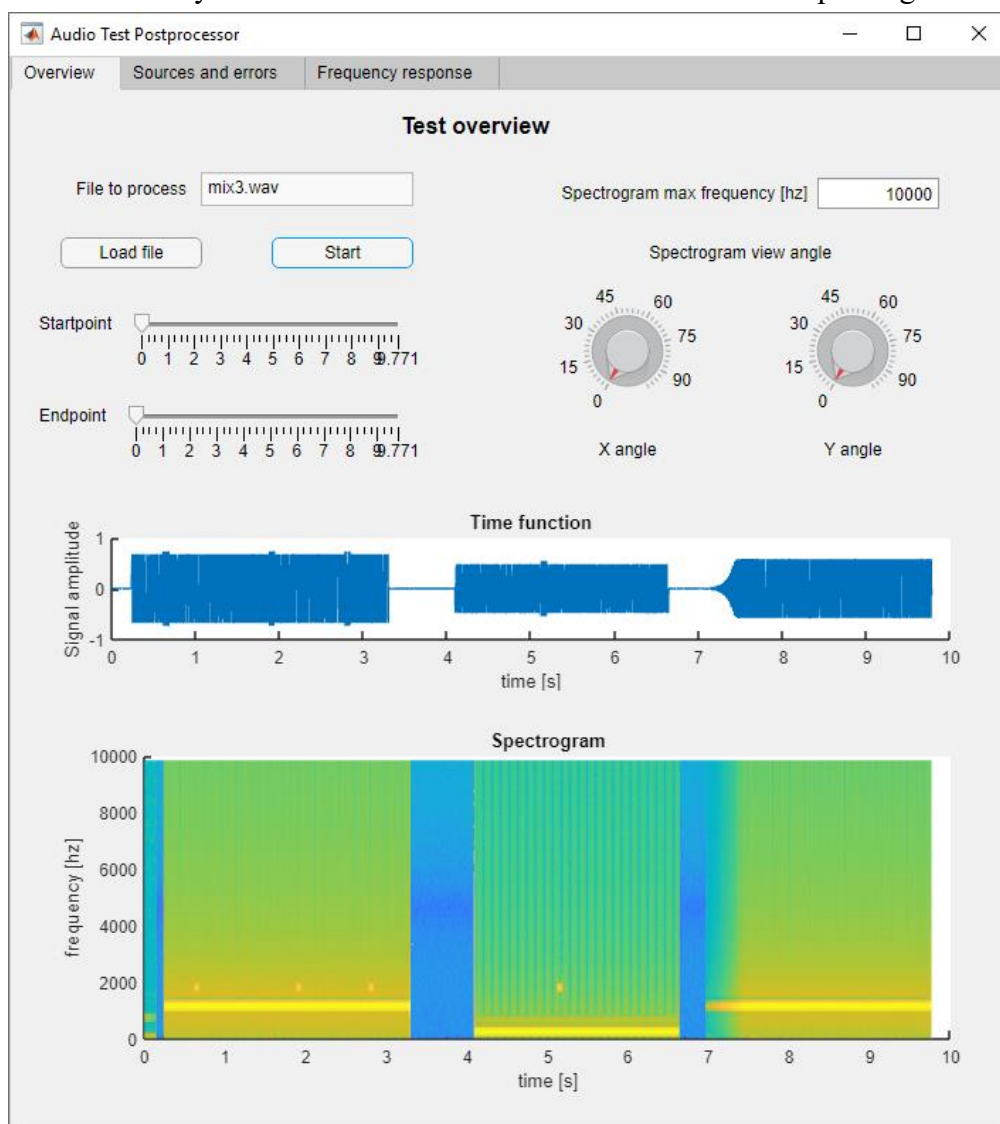 Audio Test Postprocessor
Overview Sources and errors Frequency response
Test overview
File to process mix3.wav
Spectrogram max frequency [hz] 10000
Load file Start
Spectrogram view angle
Startpoint
0 1 2 3 4 5 6 7 8 9.771
Endpoint
0 1 2 3 4 5 6 7 8 9.771
0 15 30 45 60 75 90
X angle
0 15 30 45 60 75 90
Y angle
Time function
Signal amplitude
1
0
-1
0 1 2 3 4 5 6 7 8 9 10
time [s]
Spectrogram
frequency [hz]
10000
8000
6000
4000
2000
0
0 1 2 3 4 5 6 7 8 9 10
time [s]